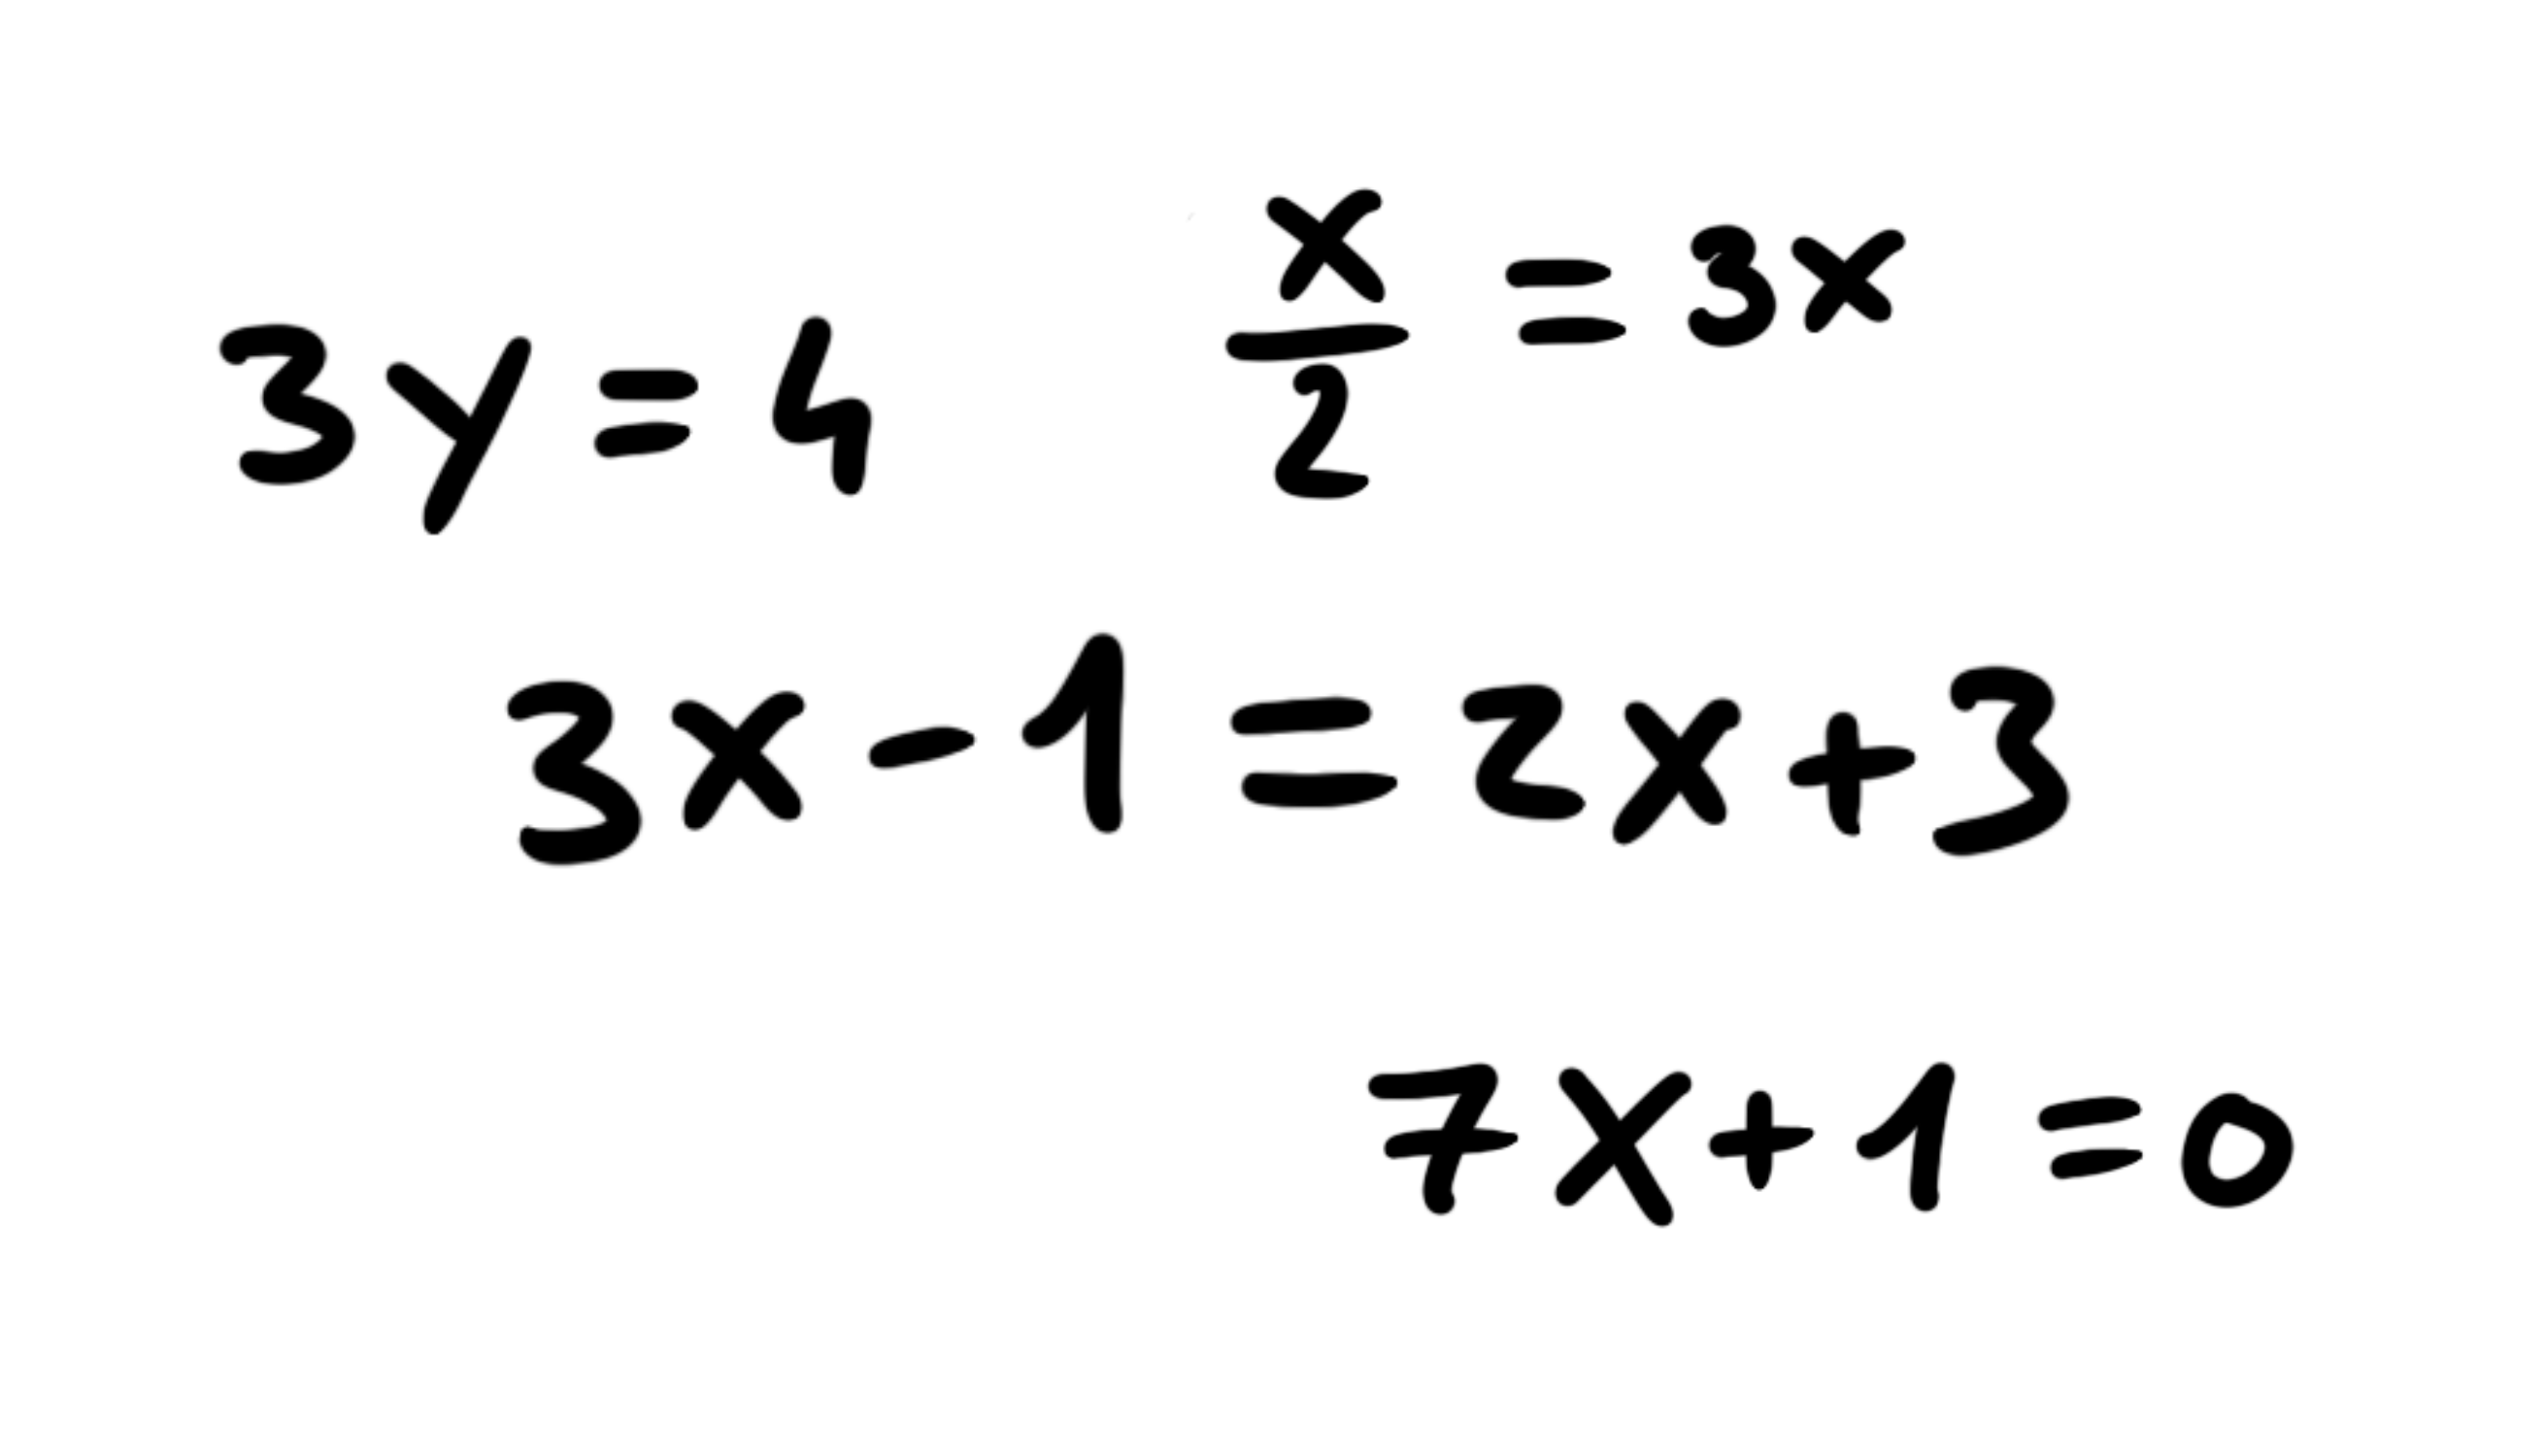 3y = 4
x/2 = 3x
3x - 1 = 2x + 3
7x + 1 = 0